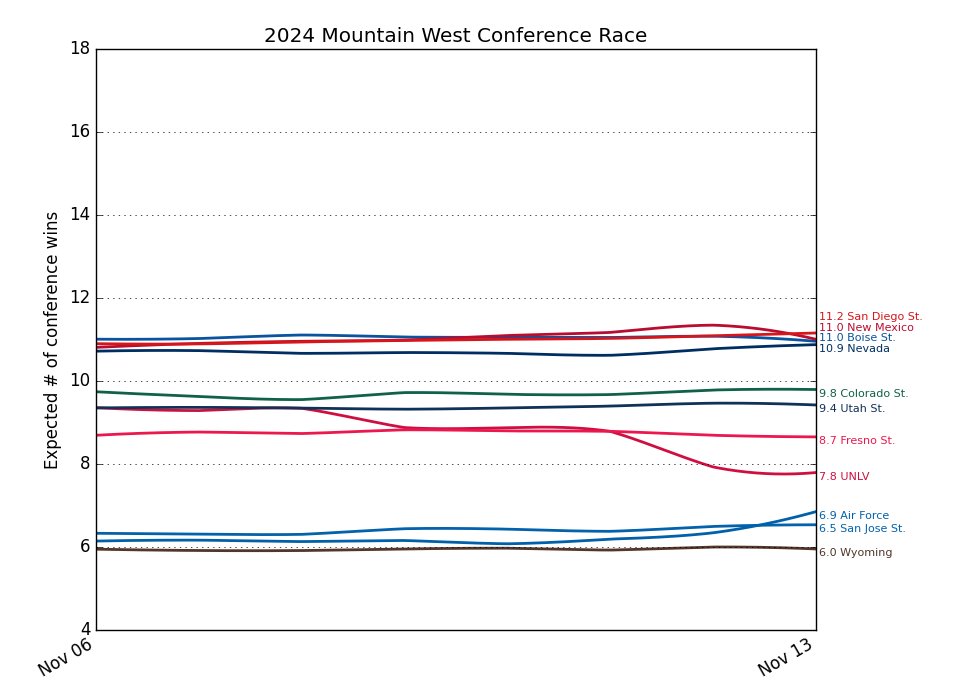 2024 Mountain West Conference Race
Expected # of conference wins
18
16
14
12
10
8
6
4
Nov 06
Nov 13
11.2 San Diego St.
11.0 New Mexico
11.0 Boise St.
10.9 Nevada
9.8 Colorado St.
9.4 Utah St.
8.7 Fresno St.
7.8 UNLV
6.9 Air Force
6.5 San Jose St.
6.0 Wyoming